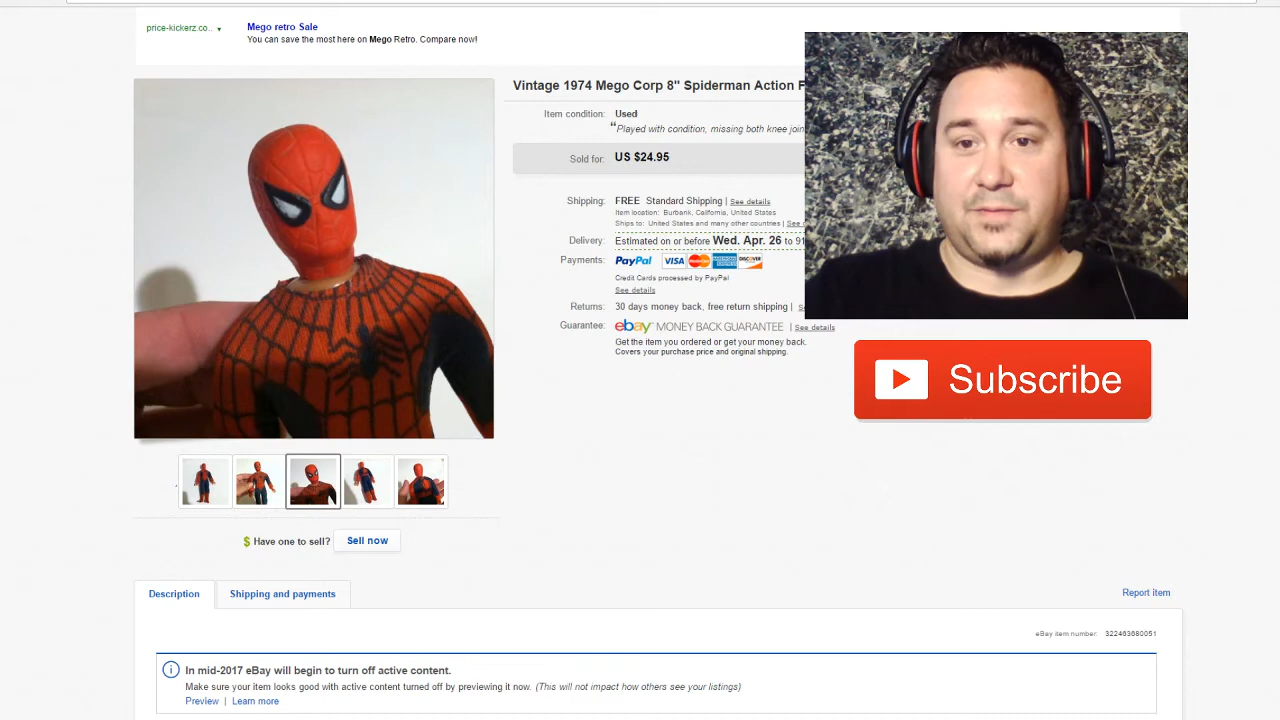 price-kickerz.co..
Mego retro Sale
You can save the most here on Mego Retro. Compare now!
Vintage 1974 Mego Corp 8" Spiderman Action F
Item condition: Used
“Played with condition, missing both knee join
Sold for: US $24.95
Shipping: FREE Standard Shipping | See details
Item location: Burbank, California, United States
Ships to: United States and many other countries | See
Delivery: Estimated on or before Wed. Apr. 26 to 91
Payments: PayPal VISA MasterCard AMERICAN EXPRESS DISCOVER
Credit Cards processed by PayPal
See details
Returns: 30 days money back, free return shipping |
Guarantee: ebay MONEY BACK GUARANTEE | See details
Get the item you ordered or get your money back.
Covers your purchase price and original shipping.
Subscribe
$ Have one to sell? Sell now
Description Shipping and payments
Report item
eBay item number: 322463680051
In mid-2017 eBay will begin to turn off active content.
Make sure your item looks good with active content turned off by previewing it now. (This will not impact how others see your listings)
Preview | Learn more